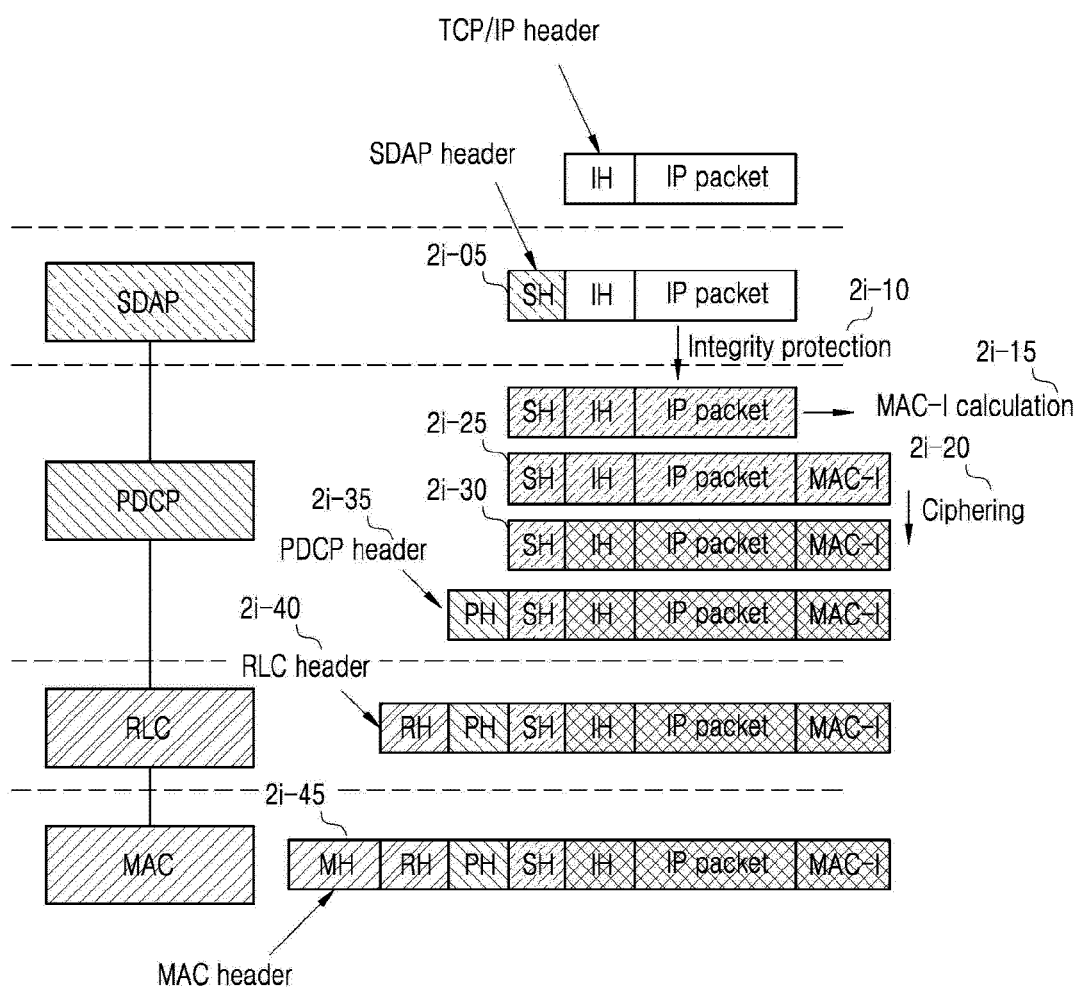 TCP/IP header
SDAP header
IH IP packet
2i-05
SDAP
SH IH IP packet
2i-10
Integrity protection
2i-15
SH IH IP packet
MAC-I calculation
2i-25
2i-20
SH IH IP packet MAC-I
PDCP
2i-30
2i-35
Ciphering
SH IH IP packet MAC-I
PDCP header
PH SH IH IP packet MAC-I
2i-40
RLC header
RLC
RH PH SH IH IP packet MAC-I
2i-45
MAC
MH RH PH SH IH IP packet MAC-I
MAC header